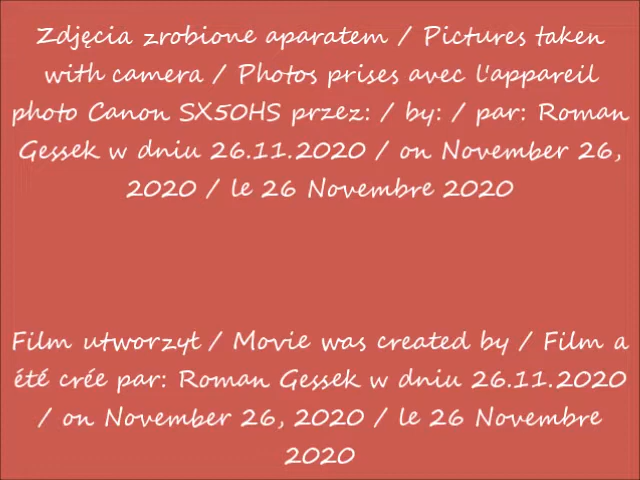 Zdjęcia zrobione aparatem / Pictures taken
with camera / Photos prises avec l'appareil
photo Canon SX50HS przez: / by: / par: Roman
Gessek w dniu 26.11.2020 / on November 26,
2020 / le 26 Novembre 2020
Film utworzył / Movie was created by / Film a
été crée par: Roman Gessek w dniu 26.11.2020
/ on November 26, 2020 / le 26 Novembre
2020